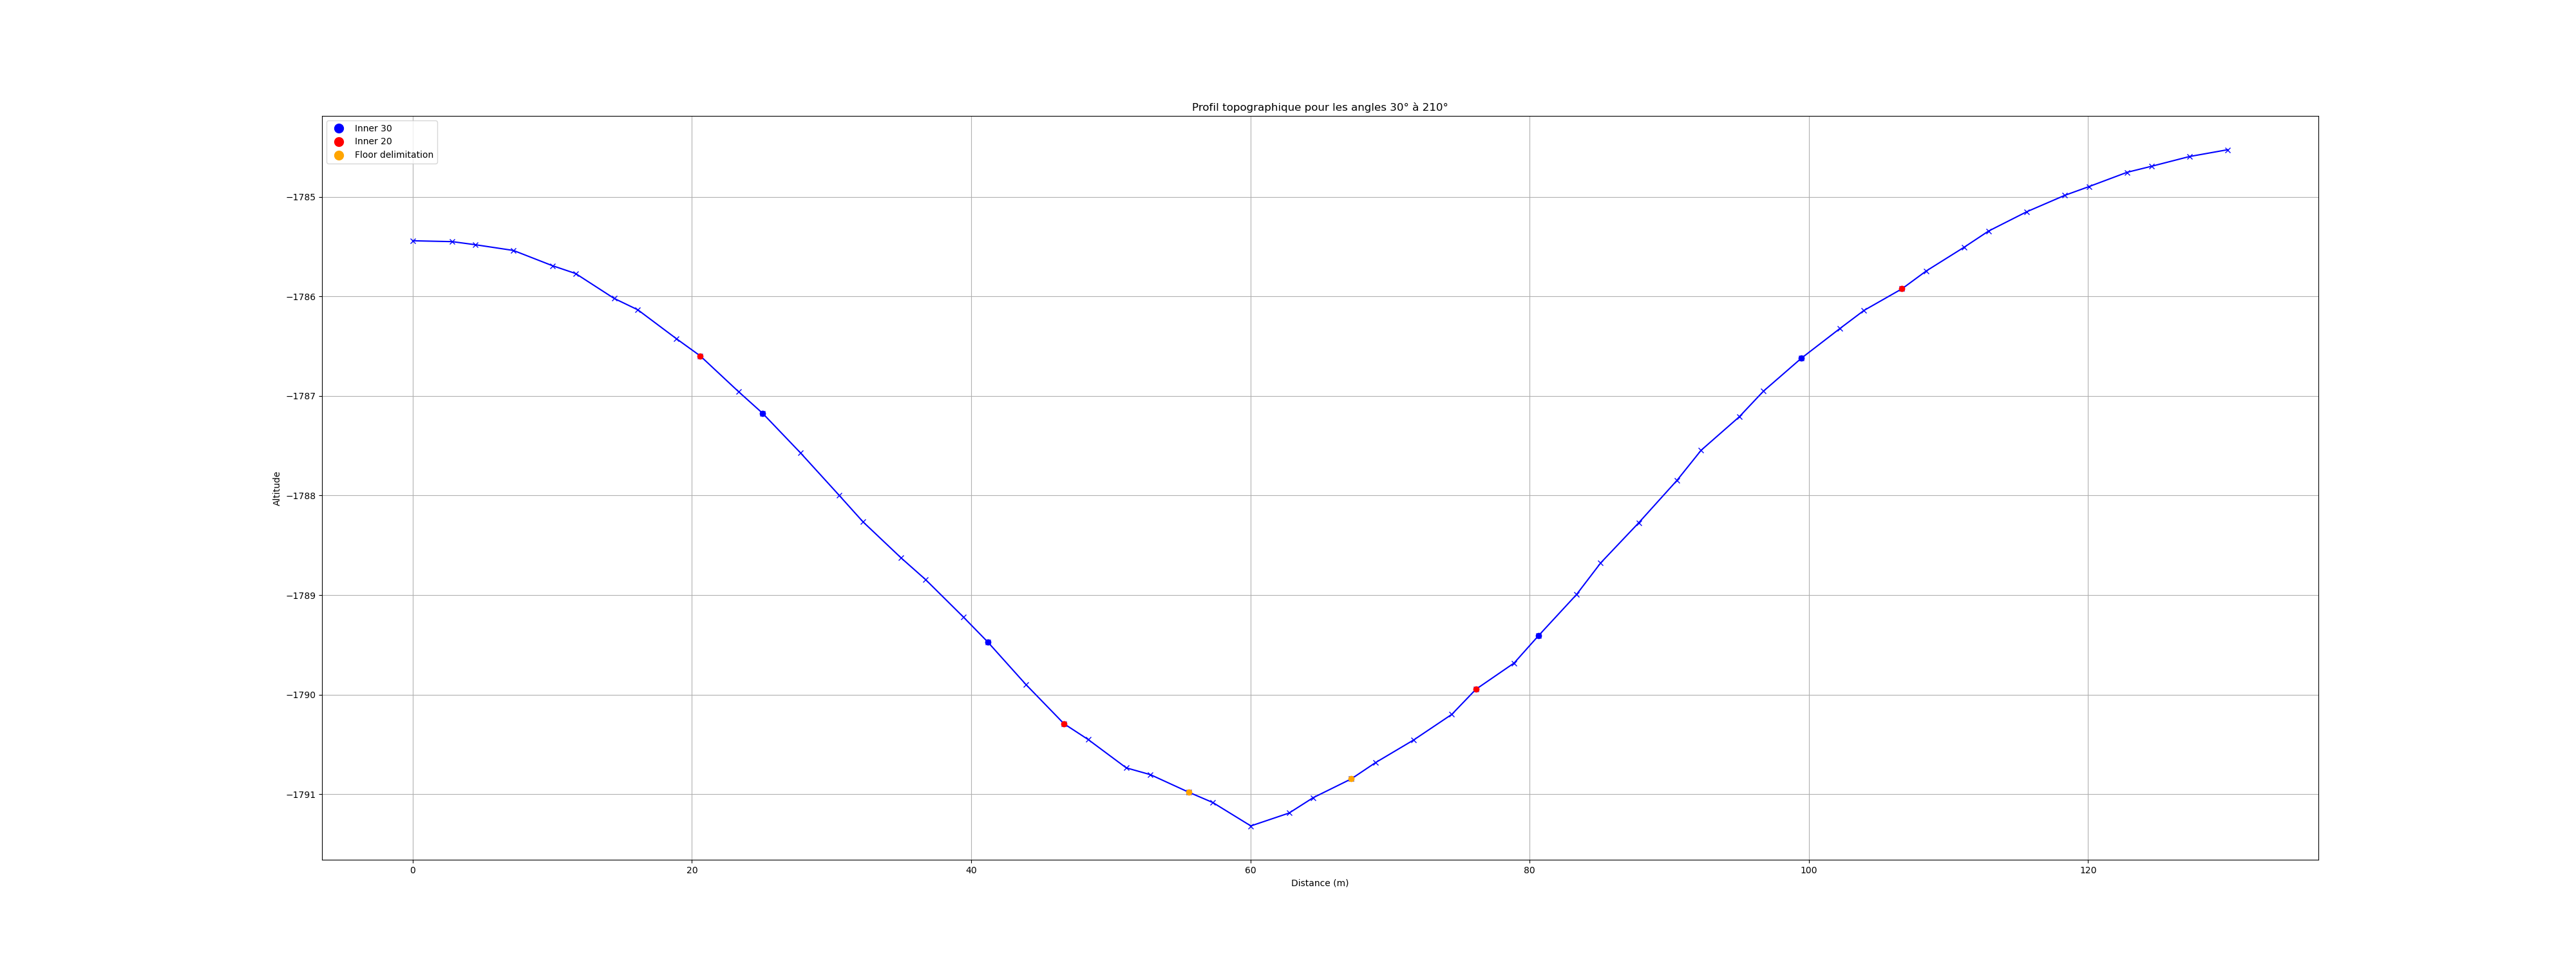 Profil topographique pour les angles 30° à 210°
Inner 30
Inner 20
Floor delimitation
Altitude
−1785
−1786
−1787
−1788
−1789
−1790
−1791
0 20 40 60 80 100 120
Distance (m)